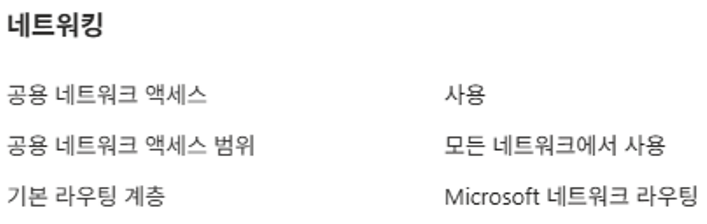 네트워킹
공용 네트워크 액세스 사용
공용 네트워크 액세스 범위 모든 네트워크에서 사용
기본 라우팅 계층 Microsoft 네트워크 라우팅